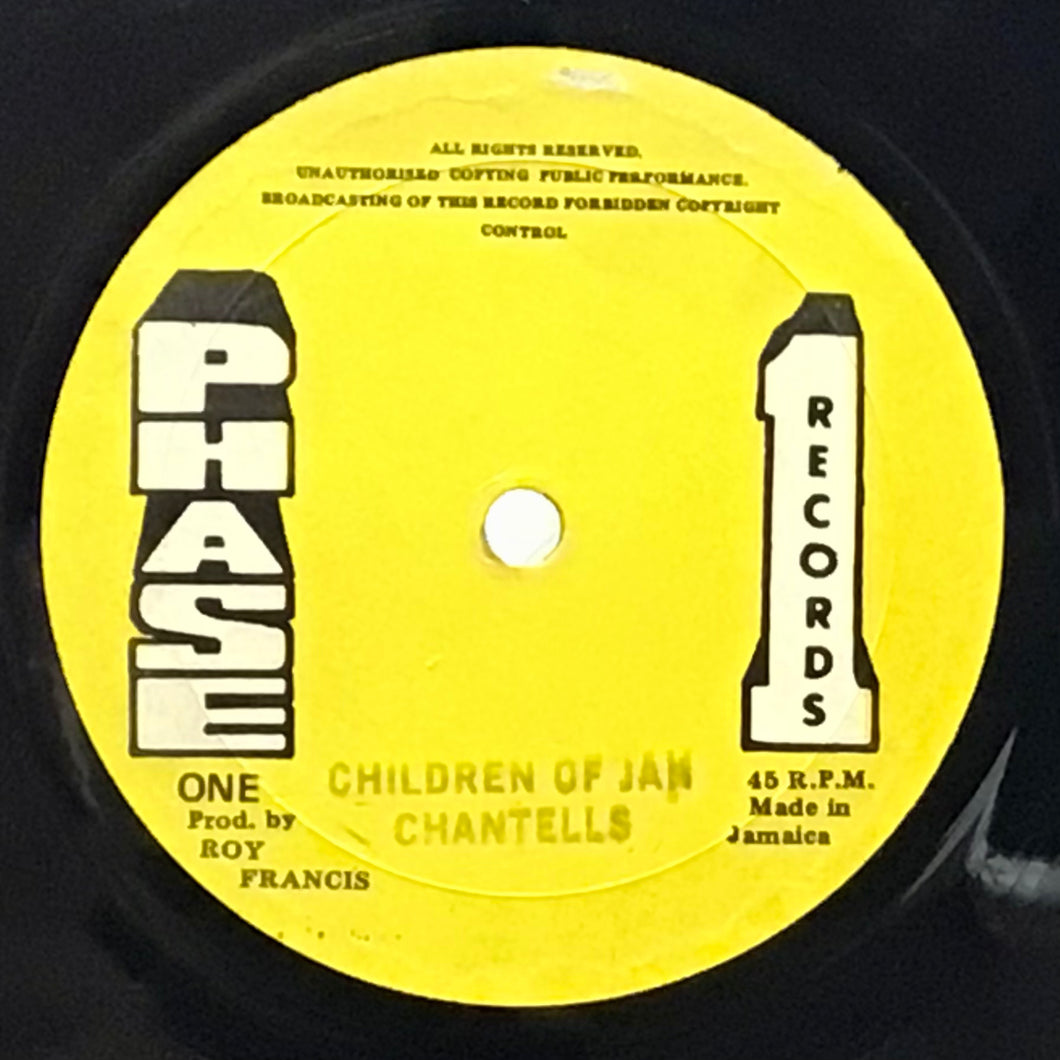 ALL RIGHTS RESERVED.
UNAUTHORISED COPYING PUBLIC PERFORMANCE.
BROADCASTING OF THIS RECORD FORBIDDEN COPYRIGHT
CONTROL
PHASE
1
RECORDS
ONE
Prod. by
ROY
FRANCIS
CHILDREN OF JAH
CHANTELLS
45 R.P.M.
Made in
Jamaica